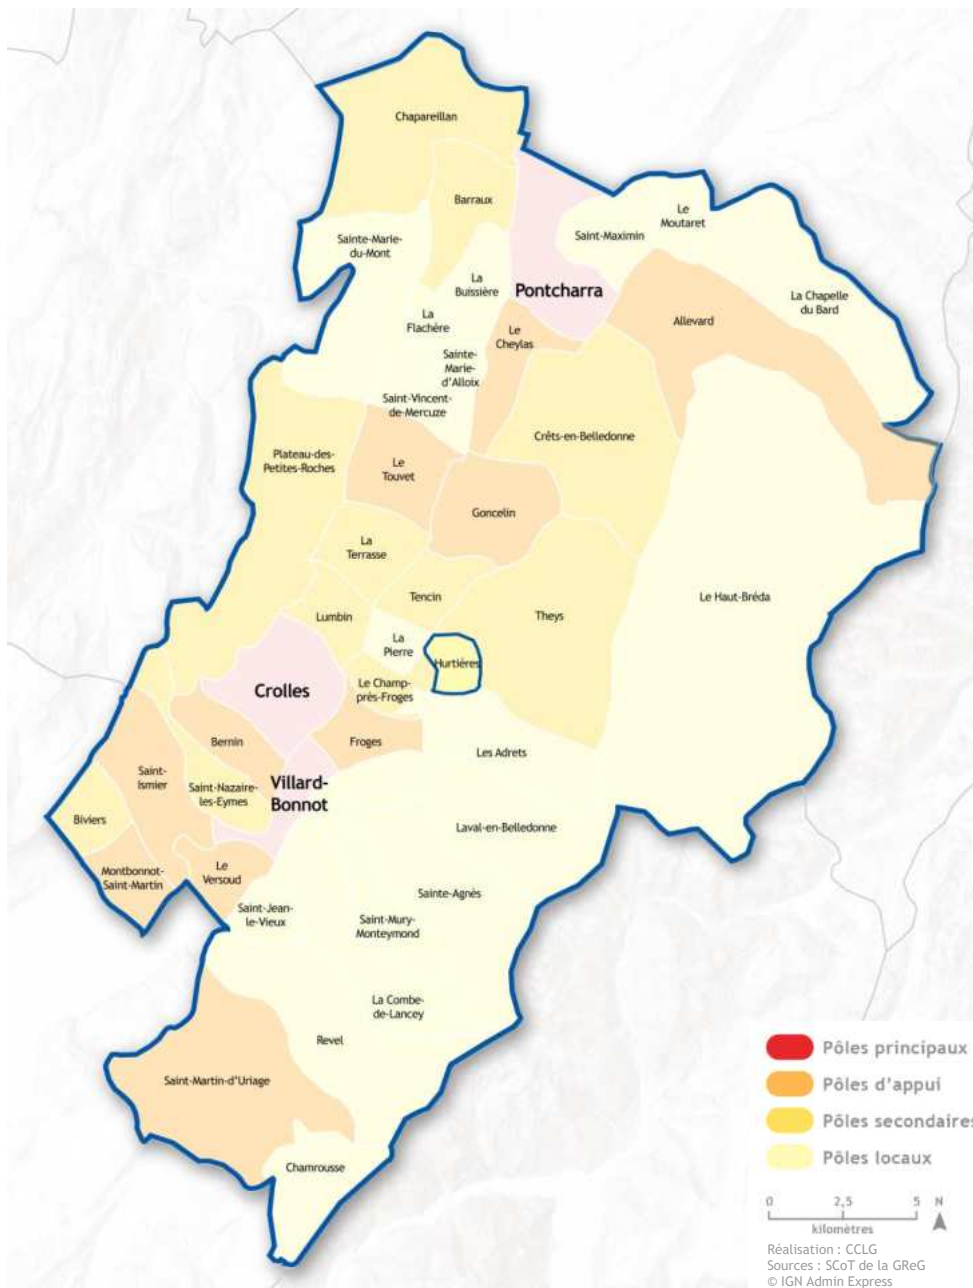 Chapareillan
Barraux
Le
Moutaret
Saint-Maximin
Sainte-Marie-
du-Mont
La
Buissière
Pontcharra
La Chapelle
du Bard
La
Flachère
Allevard
Le
Cheylas
Sainte-
Marie-
d'Alloix
Saint-Vincent-
de-Mercuze
Crêts-en-Belledonne
Plateau-des-
Petites-Roches
Le
Touvet
Goncelin
La
Terrasse
Tencin
Le Haut-Bréda
Lumbin
Theys
La
Pierre
Hurtières
Crolles
Le Champ-
près-Froges
Bernin
Froges
Les Adrets
Saint-
Ismier
Saint-Nazaire-
les-Eymes
Villard-
Bonnot
Biviers
Laval-en-Belledonne
Montbonnot-
Saint-Martin
Le
Versoud
Sainte-Agnès
Saint-Jean-
le-Vieux
Saint-Mury-
Monteymond
La Combe-
de-Lancey
Revel
Saint-Martin-d'Uriage
Chamrousse
Pôles principaux
Pôles d'appui
Pôles secondaires
Pôles locaux
0 2,5 5 N
kilomètres
Réalisation : CCLG
Sources : SCoT de la GReG
© IGN Admin Express